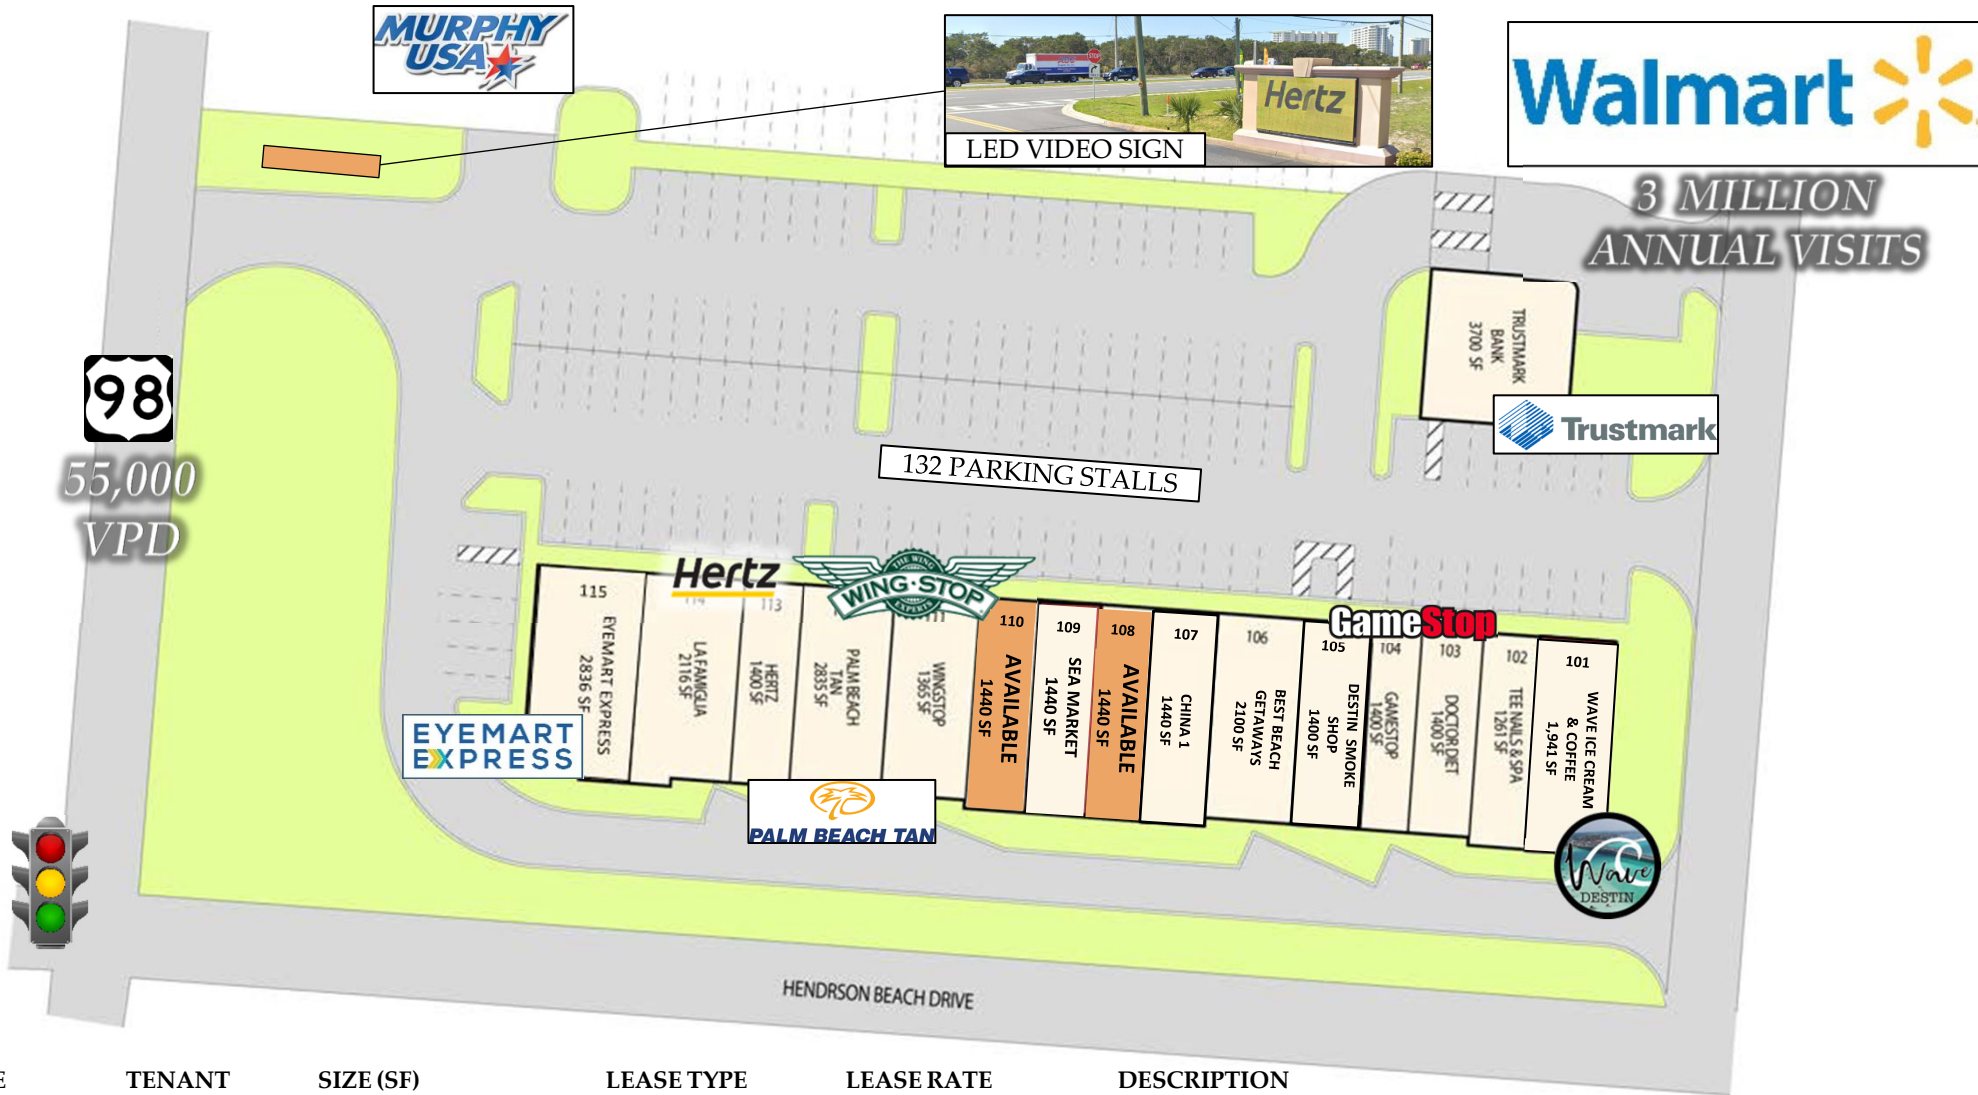 MURPHY
USA
Hertz
LED VIDEO SIGN
Walmart
3 MILLION
ANNUAL VISITS
TRUSTMARK
BANK
3700 SF
Trustmark
98
55,000
VPD
132 PARKING STALLS
Hertz
THE WING
WING·STOP
EXPERTS
GameStop
115
EYEMART EXPRESS
2836 SF
114
LA FAMIGLIA
2116 SF
113
HERTZ
1400 SF
PALM BEACH
TAN
2835 SF
111
WINGSTOP
1365 SF
110
AVAILABLE
1440 SF
109
SEA MARKET
1440 SF
108
AVAILABLE
1440 SF
107
CHINA 1
1440 SF
106
BEST BEACH
GETAWAYS
2100 SF
105
DESTIN SMOKE
SHOP
1400 SF
104
GAMESTOP
1400 SF
103
DOCTOR DIET
1400 SF
102
TEE NAILS & SPA
1261 SF
101
WAVE ICE CREAM
& COFFEE
1,941 SF
EYEMART
EXPRESS
PALM BEACH TAN
Wave
DESTIN
HENDRSON BEACH DRIVE
TENANT SIZE (SF) LEASE TYPE LEASE RATE DESCRIPTION